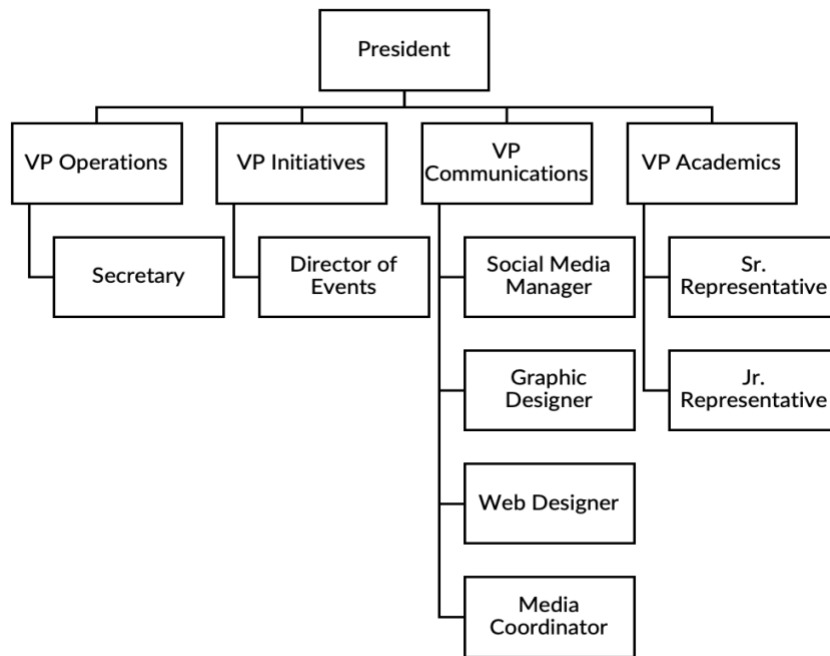 President
VP Operations
VP Initiatives
VP
Communications
VP Academics
Secretary
Director of
Events
Social Media
Manager
Sr.
Representative
Graphic
Designer
Jr.
Representative
Web Designer
Media
Coordinator